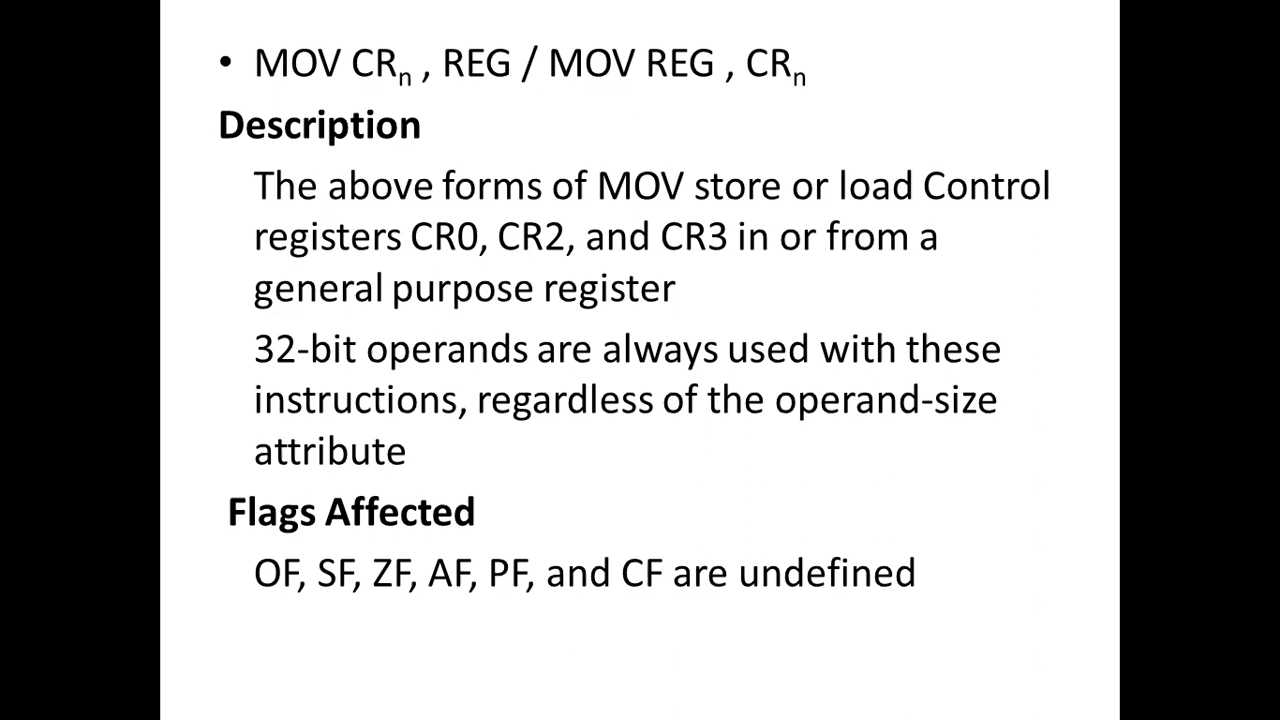 • MOV CRn , REG / MOV REG , CRn
Description
The above forms of MOV store or load Control
registers CR0, CR2, and CR3 in or from a
general purpose register
32-bit operands are always used with these
instructions, regardless of the operand-size
attribute
Flags Affected
OF, SF, ZF, AF, PF, and CF are undefined